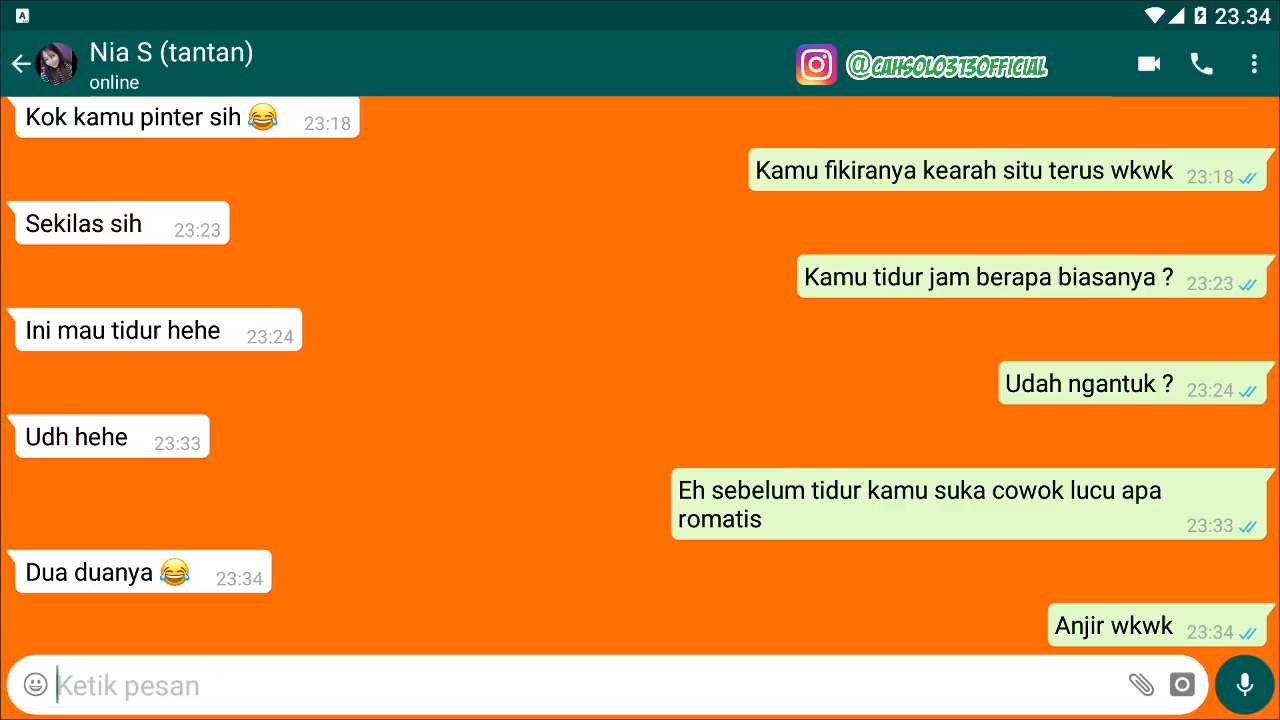 A
23.34
Nia S (tantan)
online
@CAHSOLO313OFFICIAL
Kok kamu pinter sih 😂 23:18
Kamu fikiranya kearah situ terus wkwk 23:18
Sekilas sih 23:23
Kamu tidur jam berapa biasanya ? 23:23
Ini mau tidur hehe 23:24
Udah ngantuk ? 23:24
Udh hehe 23:33
Eh sebelum tidur kamu suka cowok lucu apa
romatis 23:33
Dua duanya 😂 23:34
Anjir wkwk 23:34
Ketik pesan